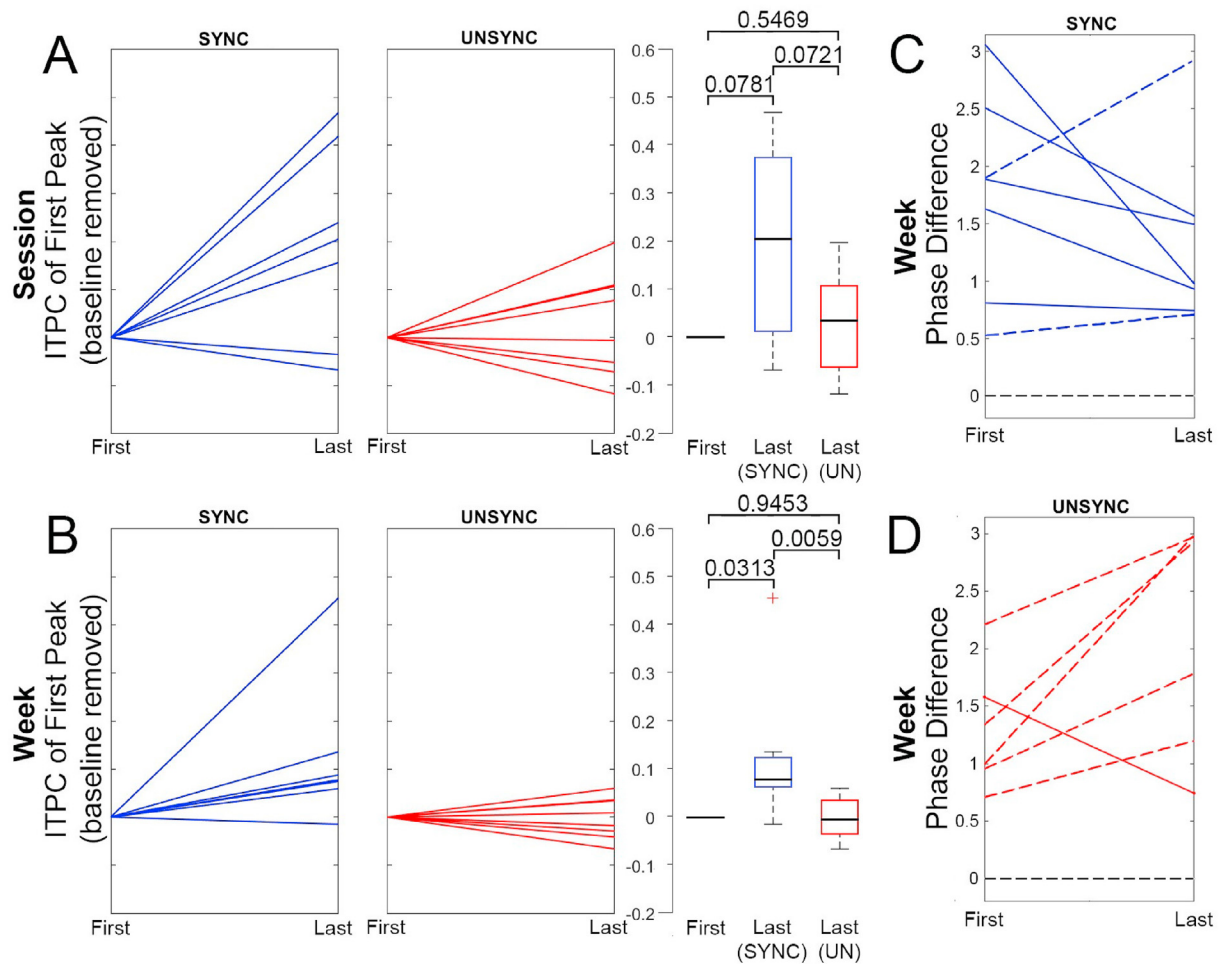 A
SYNC
UNSYNC
Session
ITPC of First Peak
(baseline removed)
First
Last
First
Last
0.6
0.5
0.4
0.3
0.2
0.1
0
-0.1
-0.2
0.5469
0.0721
0.0781
First
Last
(SYNC)
Last
(UN)
C
SYNC
Week
Phase Difference
3
2.5
2
1.5
1
0.5
0
First
Last
B
SYNC
UNSYNC
Week
ITPC of First Peak
(baseline removed)
First
Last
First
Last
0.6
0.5
0.4
0.3
0.2
0.1
0
-0.1
-0.2
0.9453
0.0059
0.0313
First
Last
(SYNC)
Last
(UN)
D
UNSYNC
Week
Phase Difference
3
2.5
2
1.5
1
0.5
0
First
Last